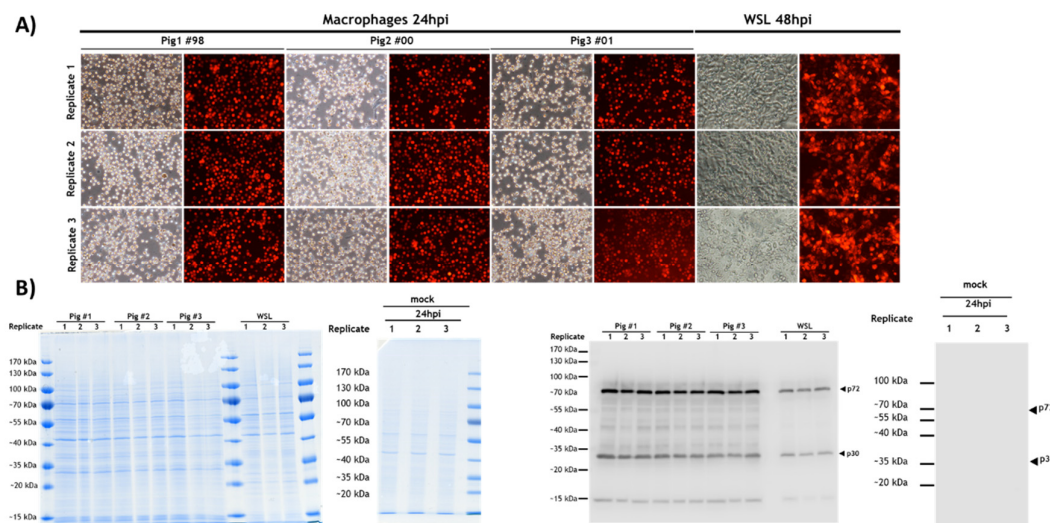 A)
Macrophages 24hpi
WSL 48hpi
Pig1 #98
Pig2 #00
Pig3 #01
Replicate 1
Replicate 2
Replicate 3
B)
Pig #1 Pig #2 Pig #3 WSL
Replicate 1 2 3 1 2 3 1 2 3 1 2 3
170 kDa
130 kDa
100 kDa
~70 kDa
~55 kDa
~40 kDa
~35 kDa
~20 kDa
~15 kDa
mock
24hpi
Replicate 1 2 3
170 kDa
130 kDa
100 kDa
~70 kDa
~55 kDa
~40 kDa
~35 kDa
~20 kDa
Pig #1 Pig #2 Pig #3 WSL
Replicate 1 2 3 1 2 3 1 2 3 1 2 3
170 kDa
130 kDa
100 kDa
~70 kDa
~55 kDa
~40 kDa
~35 kDa
~20 kDa
~15 kDa
p72
p30
mock
24hpi
Replicate
1 2 3
100 kDa
~70 kDa
~55 kDa
~40 kDa
~35 kDa
~20 kDa
p7
p3